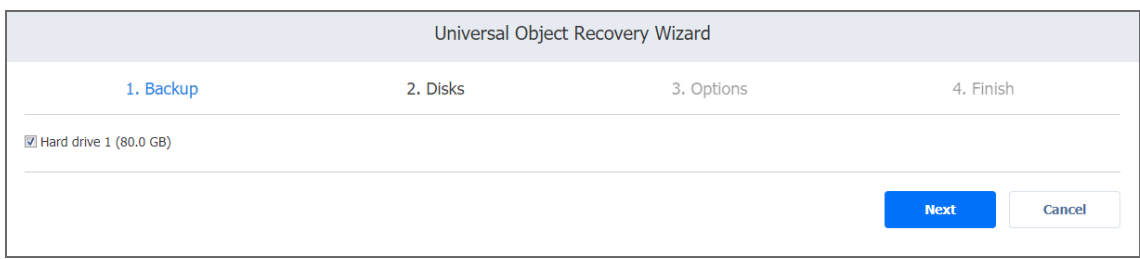 Universal Object Recovery Wizard
1. Backup 2. Disks 3. Options 4. Finish
Hard drive 1 (80.0 GB)
Next Cancel